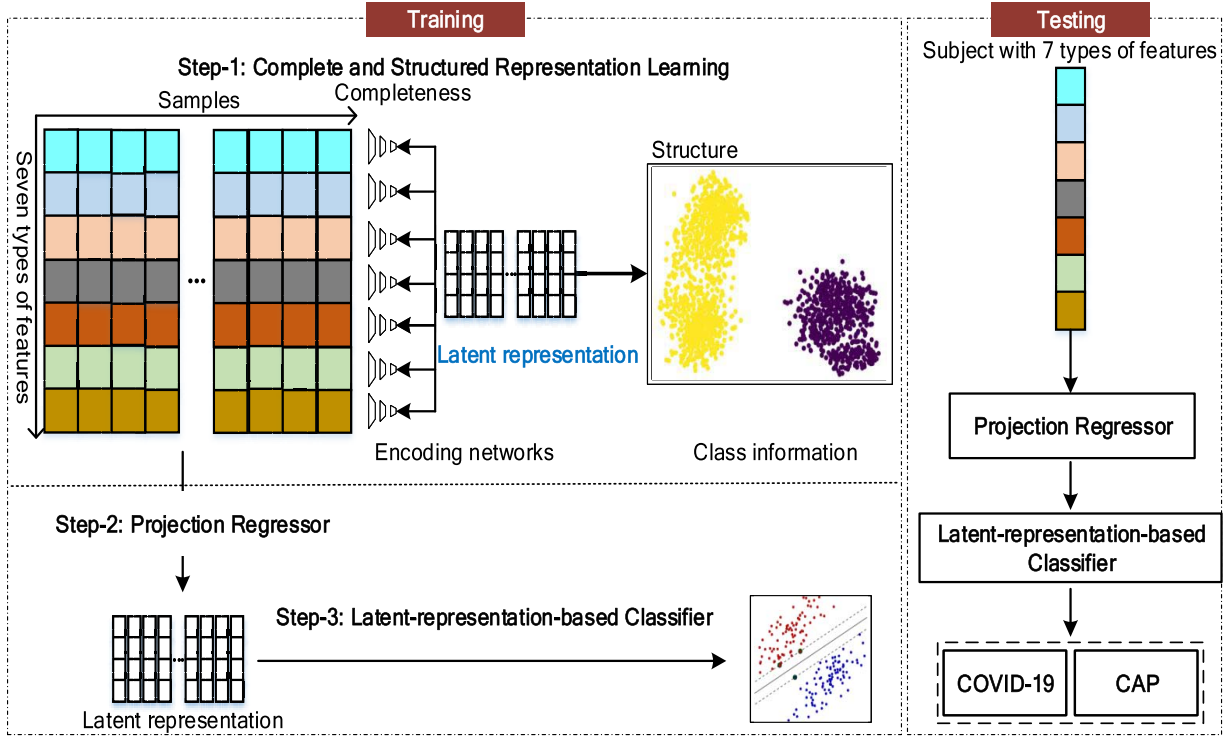 Training
Step-1: Complete and Structured Representation Learning
Samples
Completeness
Seven types of features
...
Structure
...
Latent representation
Encoding networks
Class information
Step-2: Projection Regressor
Step-3: Latent-representation-based Classifier
...
Latent representation
Testing
Subject with 7 types of features
Projection Regressor
Latent-representation-based
Classifier
COVID-19
CAP